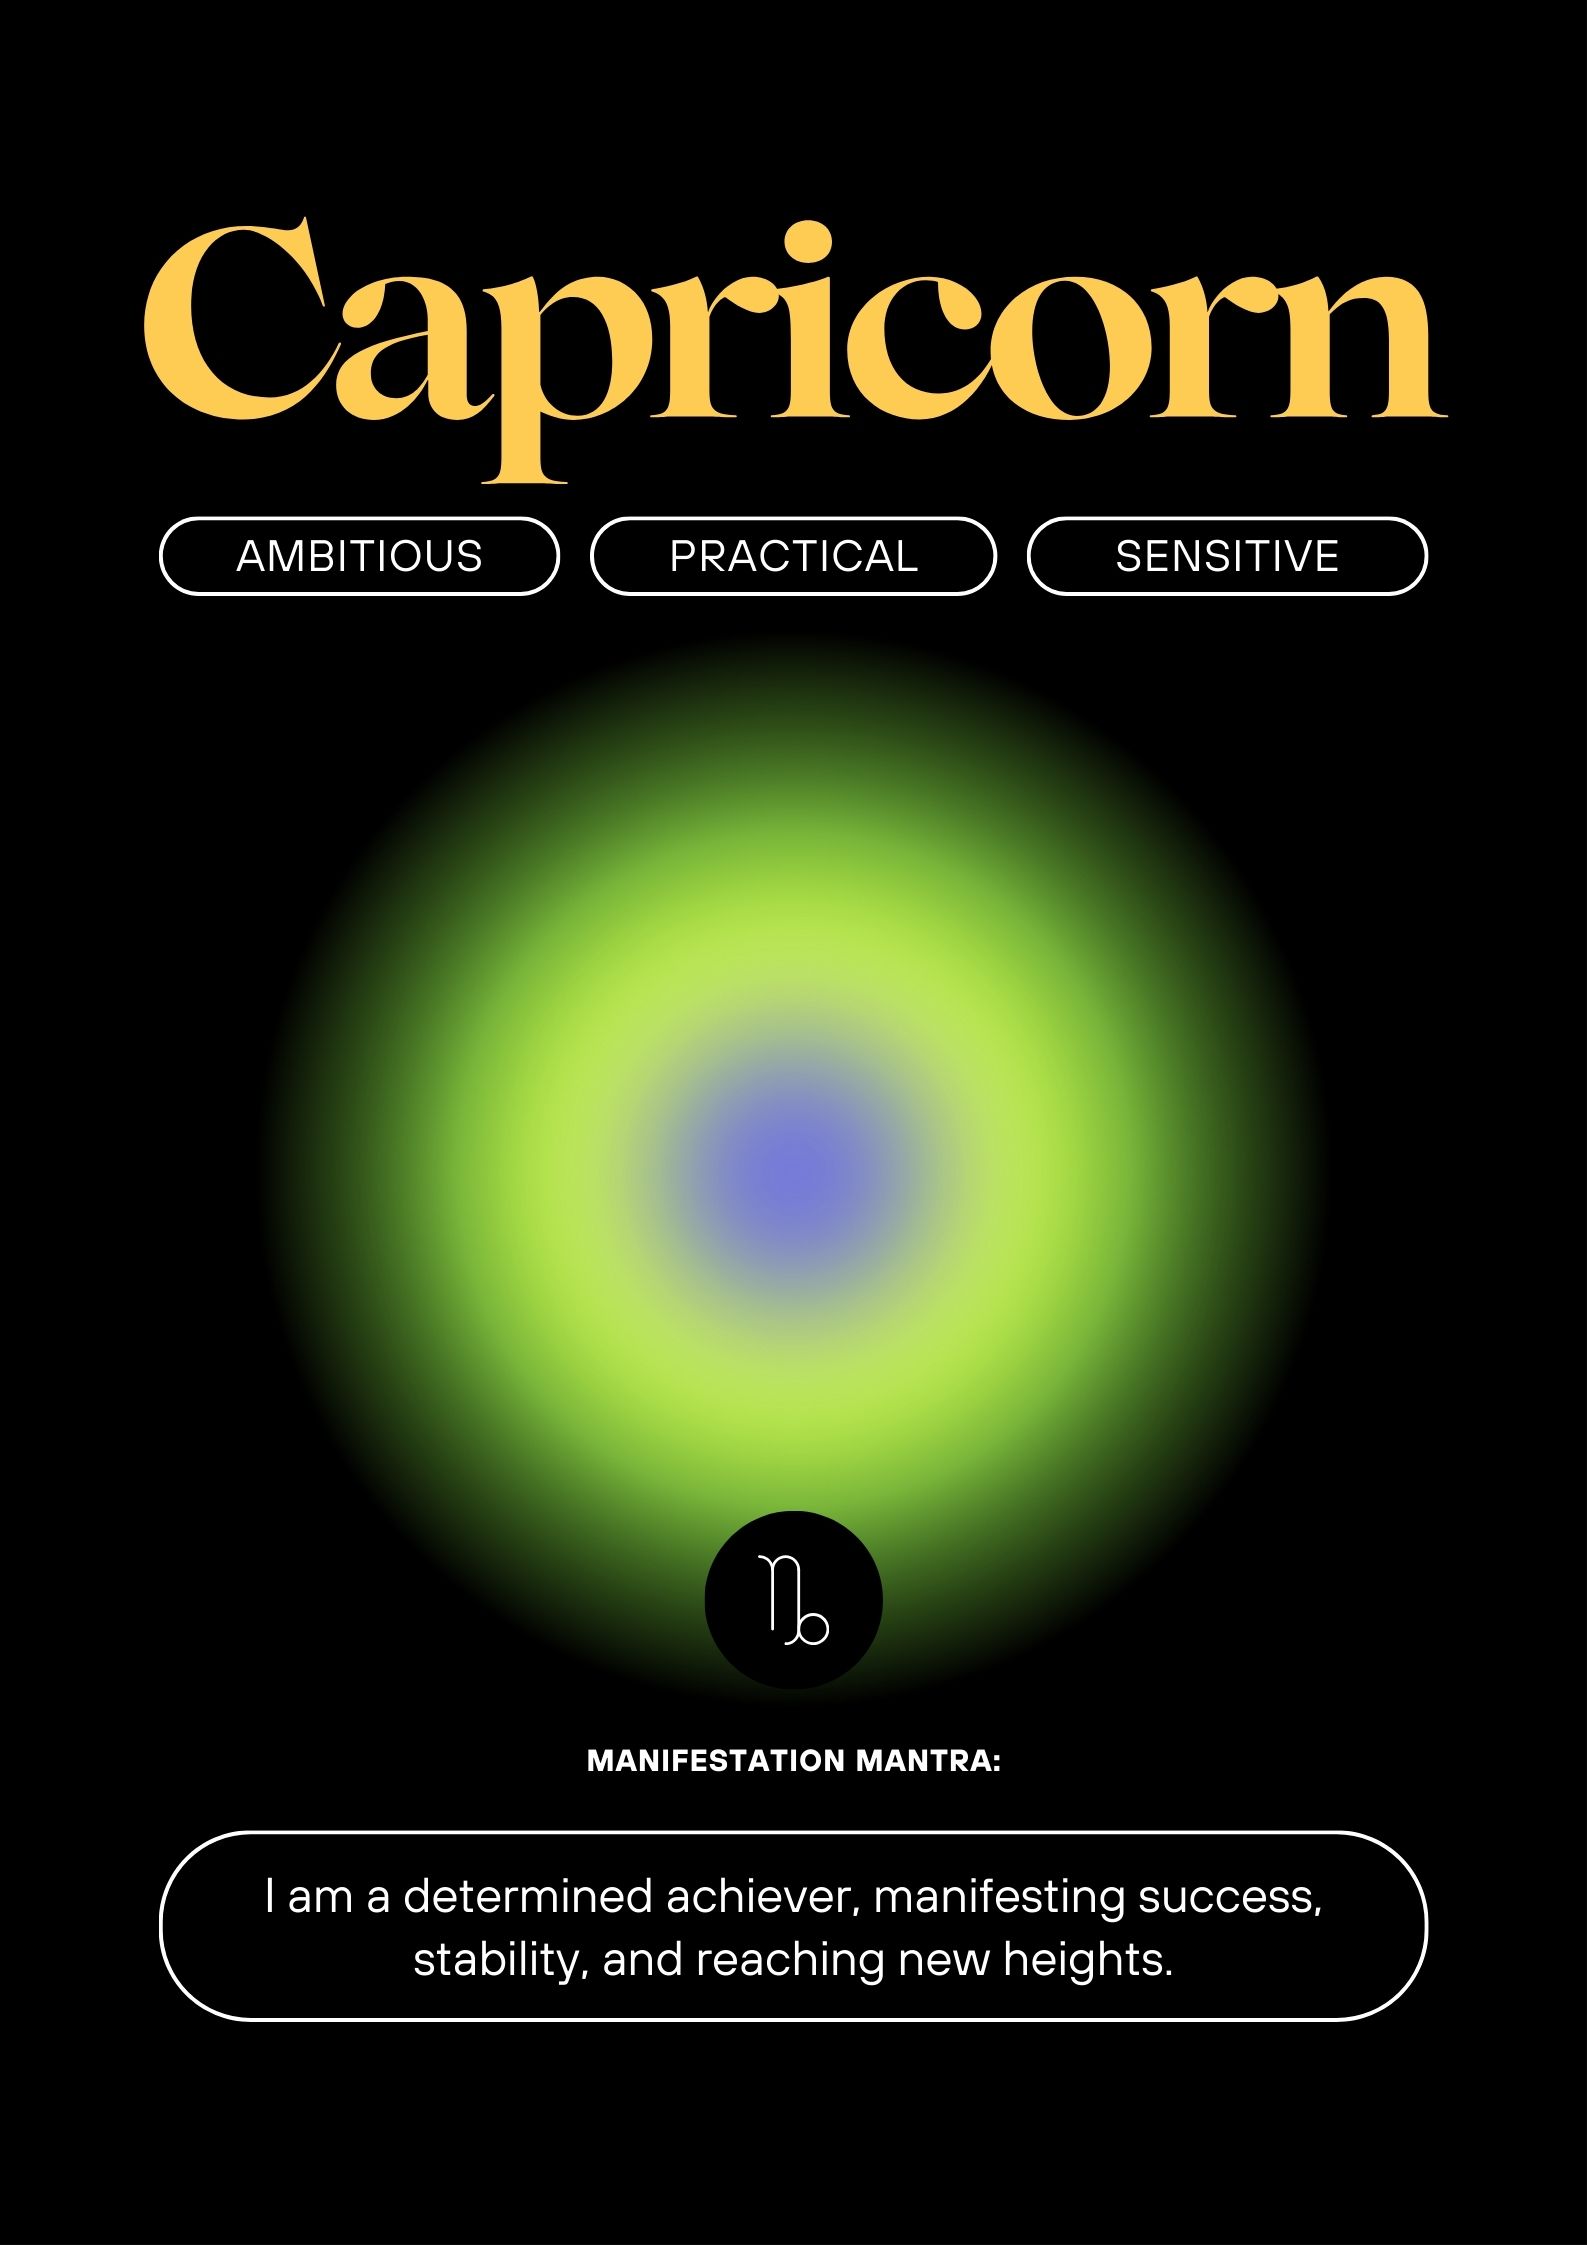 Capricorn
AMBITIOUS PRACTICAL SENSITIVE
MANIFESTATION MANTRA:
I am a determined achiever, manifesting success,
stability, and reaching new heights.